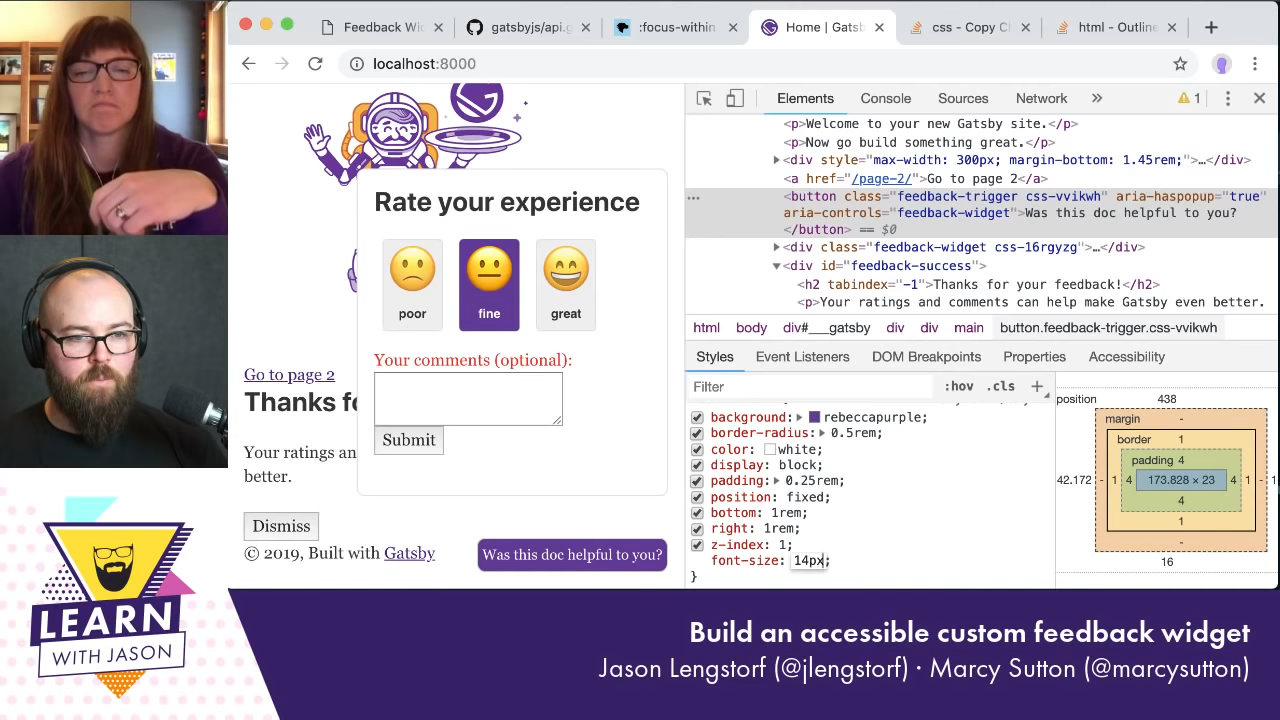 Feedback Wi
gatsbyjs/api.g
:focus-within
Home | Gatsb
css - Copy C
html - Outline
localhost:8000
Elements
Console
Sources
Network
1
<p>Welcome to your new Gatsby site.</p>
<p>Now go build something great.</p>
<div style="max-width: 300px; margin-bottom: 1.45rem;">…</div>
<a href="/page-2/">Go to page 2</a>
<button class="feedback-trigger css-vvikwh" aria-haspopup="true"
aria-controls="feedback-widget">Was this doc helpful to you?
</button> == $0
<div class="feedback-widget css-16rgyzg">…</div>
<div id="feedback-success">
<h2 tabindex="-1">Thanks for your feedback!</h2>
<p>Your ratings and comments can help make Gatsby even better.
html body div#___gatsby div div main button.feedback-trigger.css-vvikwh
Styles
Event Listeners
DOM Breakpoints
Properties
Accessibility
Filter
:hov .cls
background: rebeccapurple;
border-radius: 0.5rem;
color: white;
display: block;
padding: 0.25rem;
position: fixed;
bottom: 1rem;
right: 1rem;
z-index: 1;
font-size: 14px;
}
position 438
margin -
border 1
padding 4
42.172 - 1 4 173.828 × 23 4 1 - 1
4
1
-
16
Rate your experience
poor
fine
great
Your comments (optional):
Submit
Go to page 2
Thanks fo
Your ratings an
better.
Dismiss
© 2019, Built with Gatsby
Was this doc helpful to you?
LEARN
WITH JASON
Build an accessible custom feedback widget
Jason Lengstorf (@jlengstorf) · Marcy Sutton (@marcysutton)